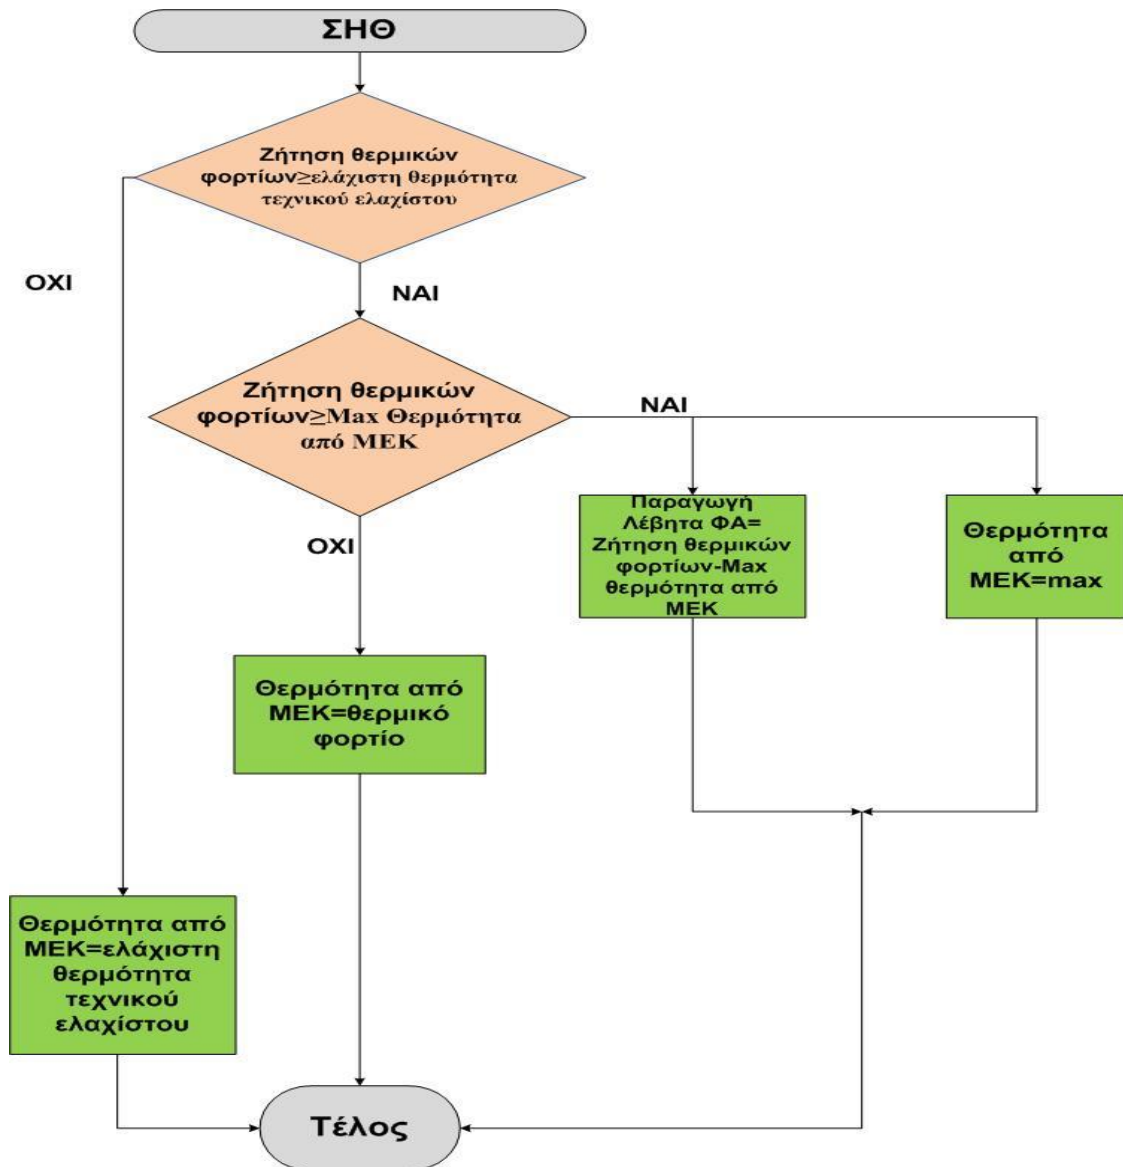 ΣΗΘ
Ζήτηση θερμικών
φορτίων≥ελάχιστη θερμότητα
τεχνικού ελαχίστου
ΟΧΙ
ΝΑΙ
Ζήτηση θερμικών
φορτίων≥Max Θερμότητα
από ΜΕΚ
ΝΑΙ
Παραγωγή
Λέβητα ΦΑ=
Ζήτηση θερμικών
φορτίων-Max
θερμότητα από
ΜΕΚ
Θερμότητα
από
ΜΕΚ=max
ΟΧΙ
Θερμότητα από
ΜΕΚ=θερμικό
φορτίο
Θερμότητα από
ΜΕΚ=ελάχιστη
θερμότητα
τεχνικού
ελαχίστου
Τέλος